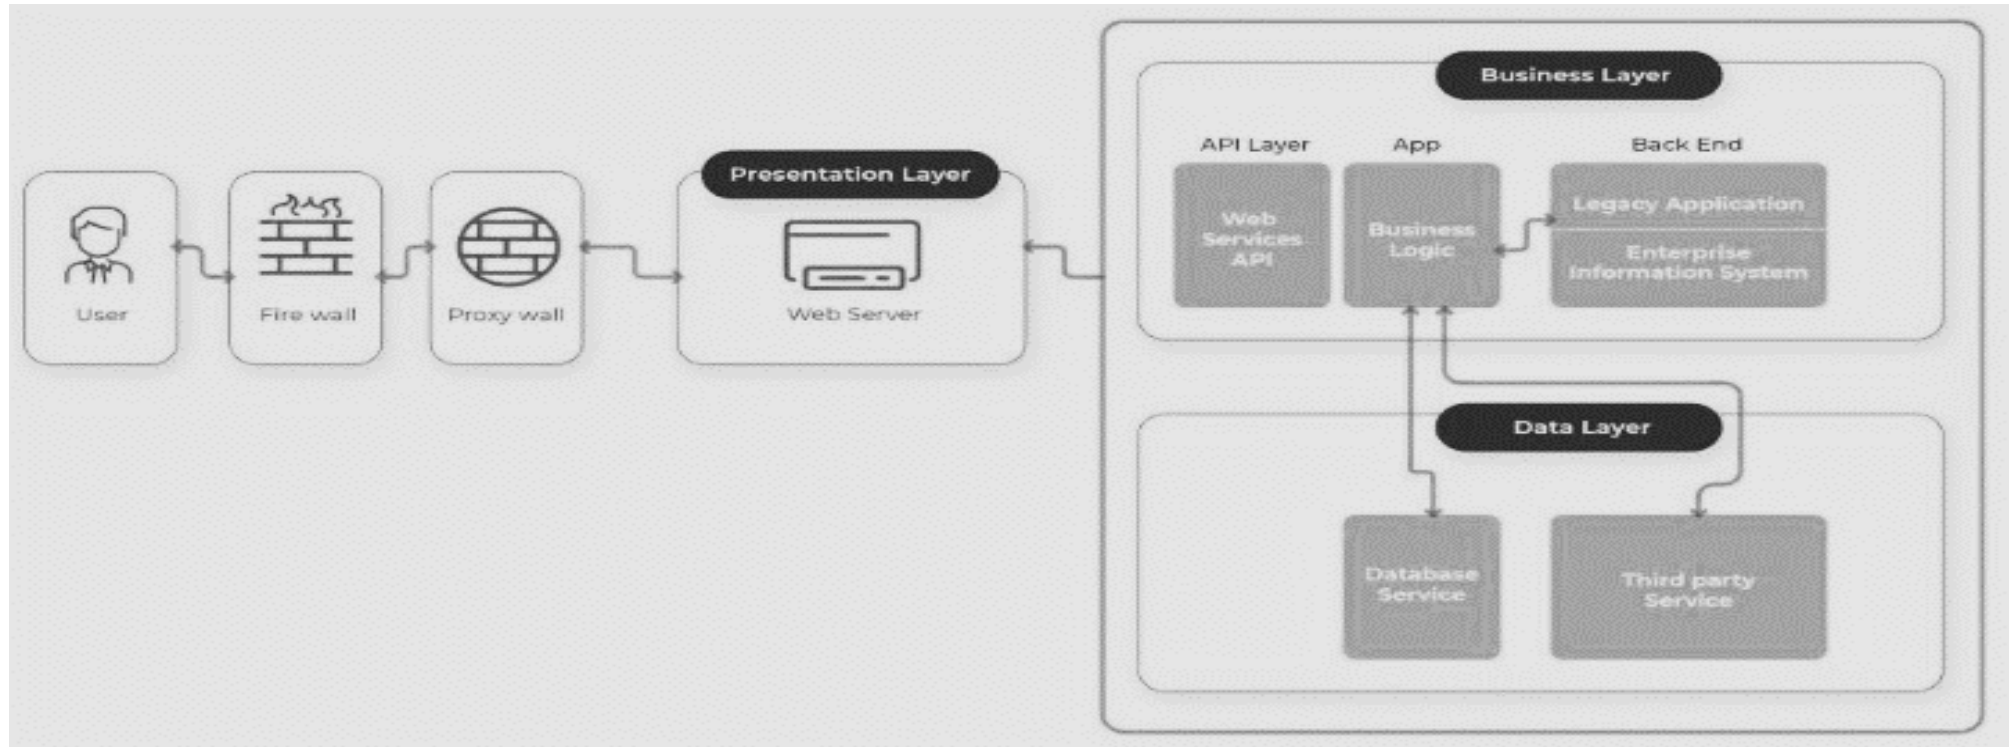 Business Layer
API Layer
App
Back End
Presentation Layer
Web
Services
API
Business
Logic
Legacy Application
Enterprise
Information System
User
Fire wall
Proxy wall
Web Server
Data Layer
Database
Service
Third party
Service